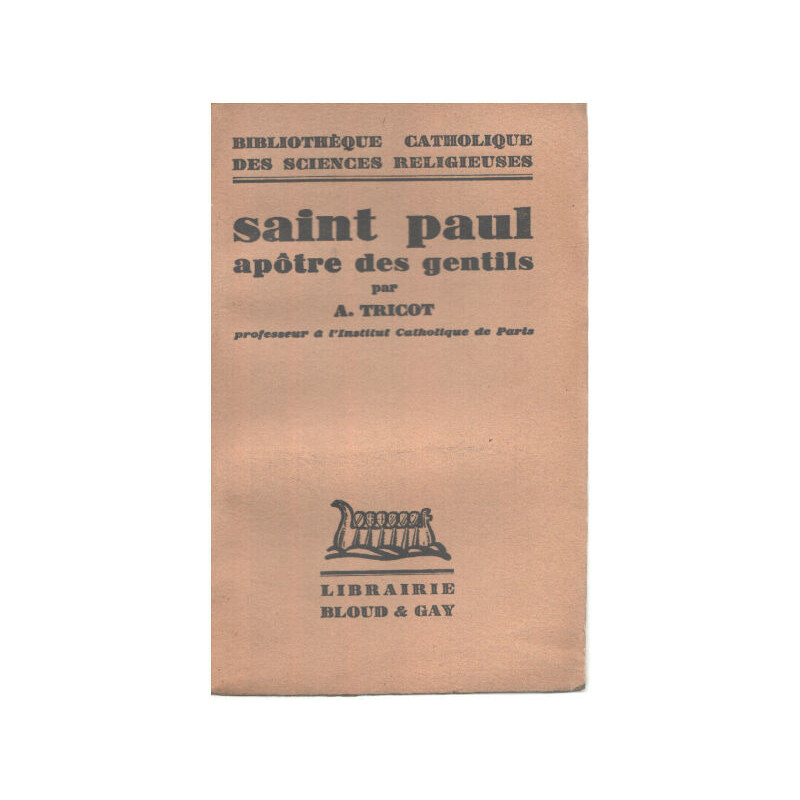 BIBLIOTHÈQUE CATHOLIQUE
DES SCIENCES RELIGIEUSES
saint paul
apôtre des gentils
par
A. TRICOT
professeur à l'Institut Catholique de Paris
LIBRAIRIE
BLOUD & GAY